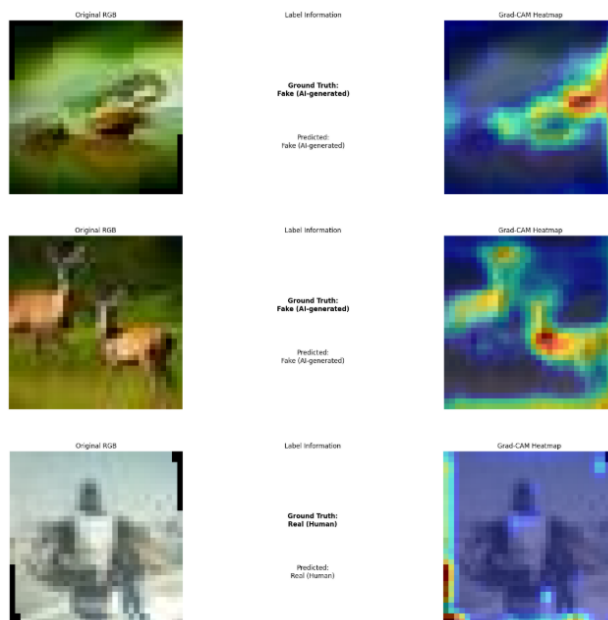 Original RGB
Label Information
Grad-CAM Heatmap
Ground Truth:
Fake (AI-generated)
Predicted:
Fake (AI-generated)
Original RGB
Label Information
Grad-CAM Heatmap
Ground Truth:
Fake (AI-generated)
Predicted:
Fake (AI-generated)
Original RGB
Label Information
Grad-CAM Heatmap
Ground Truth:
Real (Human)
Predicted:
Real (Human)